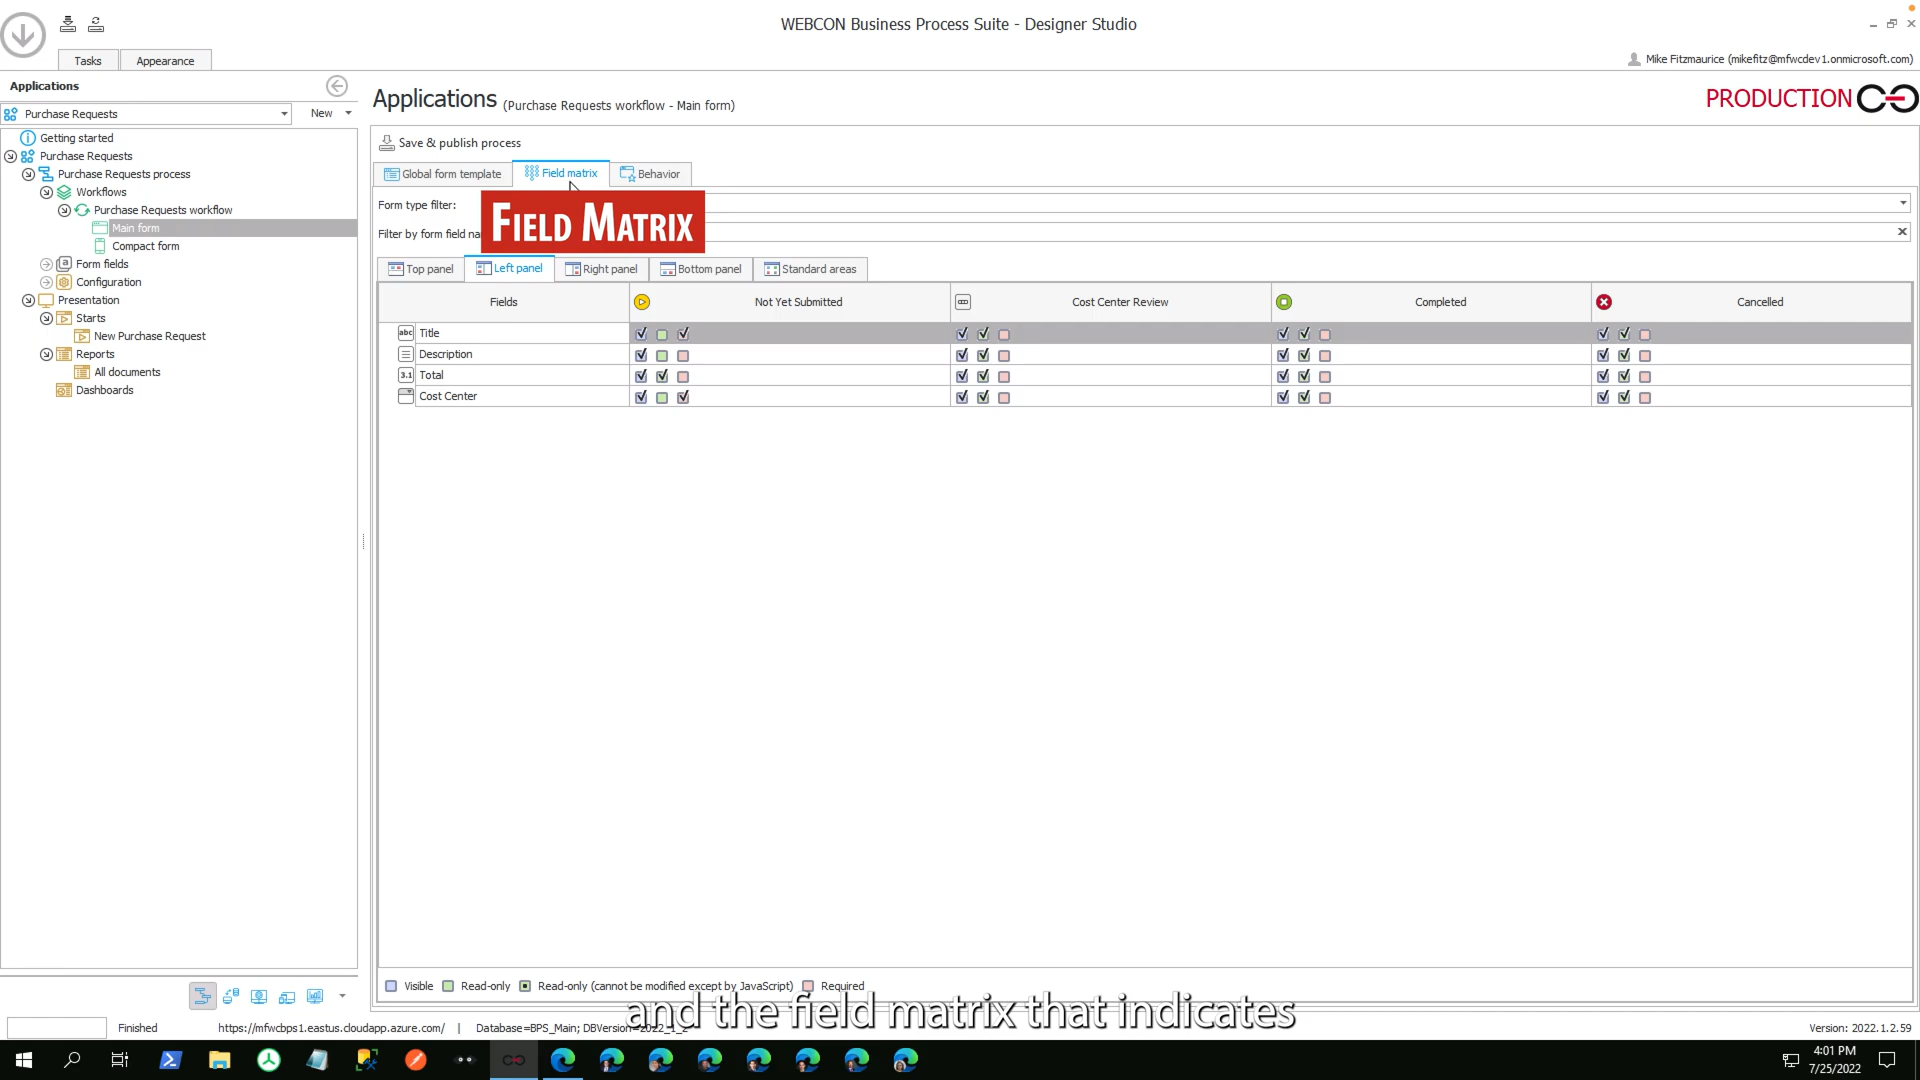 WEBCON Business Process Suite - Designer Studio
Tasks Appearance
Mike Fitzmaurice (mikefitz@mfwcdev1.onmicrosoft.com)
Applications
Purchase Requests New
Getting started
Purchase Requests
Purchase Requests process
Workflows
Purchase Requests workflow
Main form
Compact form
Form fields
Configuration
Presentation
Starts
New Purchase Request
Reports
All documents
Dashboards
Applications (Purchase Requests workflow - Main form)
PRODUCTION
Save & publish process
Global form template Field matrix Behavior
Form type filter:
FIELD MATRIX
Filter by form field na
Top panel Left panel Right panel Bottom panel Standard areas
Fields Not Yet Submitted Cost Center Review Completed Cancelled
abc Title
Description
3.1 Total
Cost Center
Visible Read-only Read-only (cannot be modified except by JavaScript) Required
and the field matrix that indicates
Finished https://mfwcbps1.eastus.cloudapp.azure.com/ | Database=BPS_Main; DBVersion=2022_1_2
Version: 2022.1.2.59
4:01 PM
7/25/2022